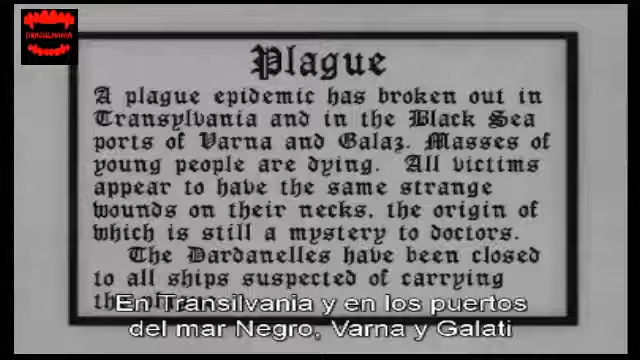 DRACULMANIA
Plague
A plague epidemic has broken out in
Transylvania and in the Black Sea
ports of Varna and Galaz. Masses of
young people are dying. All victims
appear to have the same strange
wounds on their necks, the origin of
which is still a mystery to doctors.
The Dardanelles have been closed
to all ships suspected of carrying
the
En Transilvania y en los puertos
del mar Negro, Varna y Galati